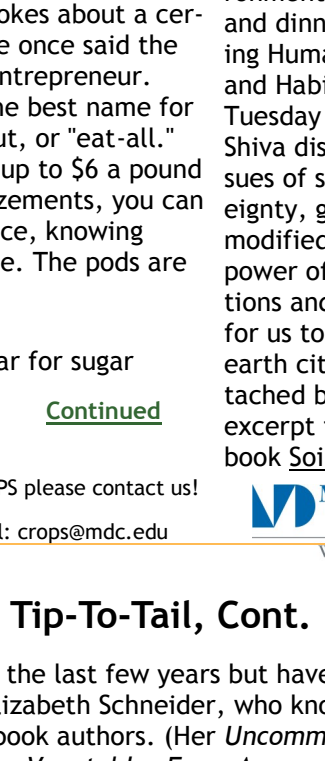 okes about a cer-
e once said the
ntrepreneur.
ne best name for
ut, or "eat-all."
up to $6 a pound
zements, you can
ce, knowing
e. The pods are
ar for sugar
Continued
PS please contact us!
l: crops@mdc.edu
and dinn
ing Huma
and Habi
Tuesday
Shiva dis
sues of s
eignty, g
modified
power of
tions and
for us to
earth cit
tached b
excerpt
book Soi
Tip-To-Tail, Cont.
the last few years but have
lizabeth Schneider, who kno
book authors. (Her Uncomm